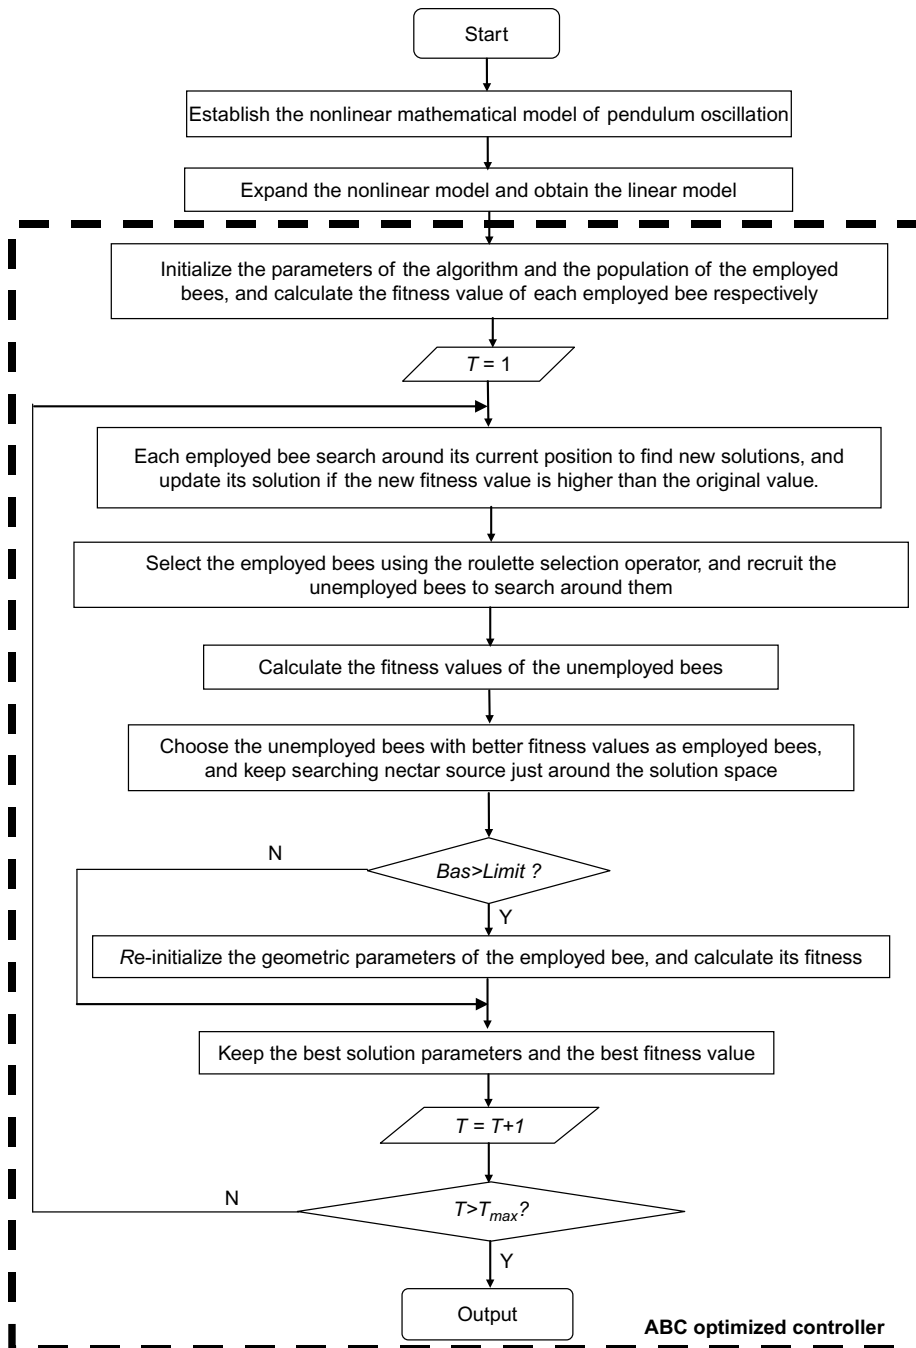 Start
Establish the nonlinear mathematical model of pendulum oscillation
Expand the nonlinear model and obtain the linear model
Initialize the parameters of the algorithm and the population of the employed
bees, and calculate the fitness value of each employed bee respectively
T = 1
Each employed bee search around its current position to find new solutions, and
update its solution if the new fitness value is higher than the original value.
Select the employed bees using the roulette selection operator, and recruit the
unemployed bees to search around them
Calculate the fitness values of the unemployed bees
Choose the unemployed bees with better fitness values as employed bees,
and keep searching nectar source just around the solution space
N
Bas>Limit ?
Y
Re-initialize the geometric parameters of the employed bee, and calculate its fitness
Keep the best solution parameters and the best fitness value
T = T+1
N
T>Tmax?
Y
Output
ABC optimized controller